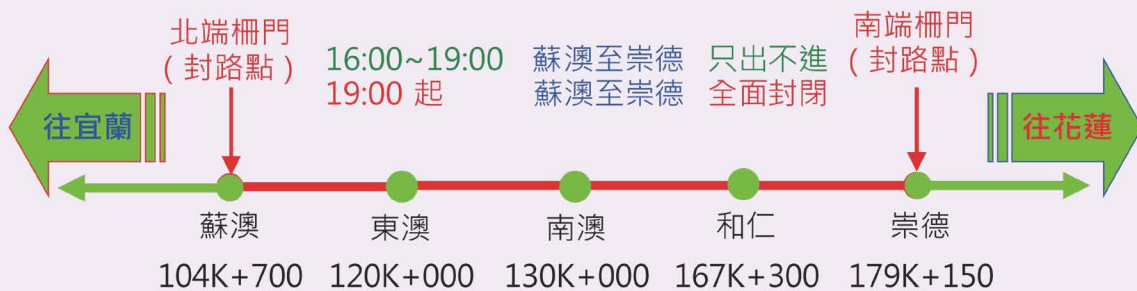 北端柵門
(封路點)
16:00~19:00 蘇澳至崇德 只出不進
19:00 起 蘇澳至崇德 全面封閉
南端柵門
(封路點)
往宜蘭
往花蓮
蘇澳 東澳 南澳 和仁 崇德
104K+700 120K+000 130K+000 167K+300 179K+150